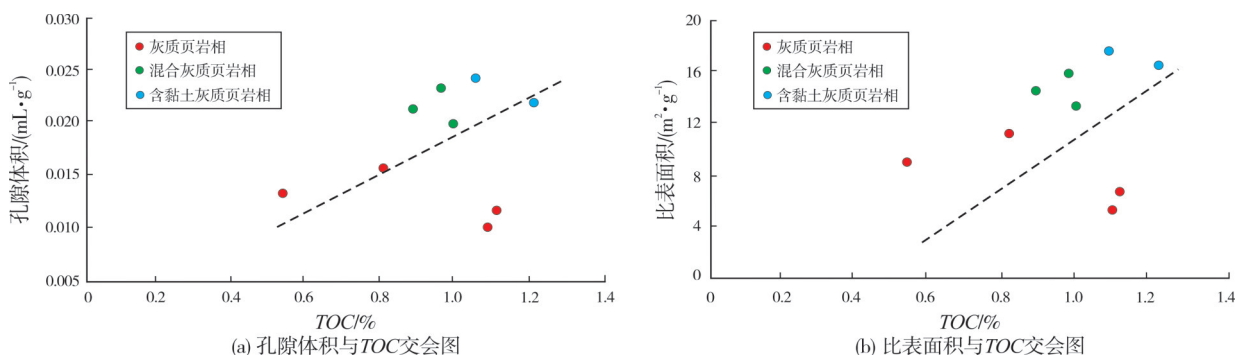 0.030
0.025
0.020
0.015
0.010
0.005
孔隙体积/(mL•g⁻¹)
灰质页岩相
混合灰质页岩相
含黏土灰质页岩相
0 0.2 0.4 0.6 0.8 1.0 1.2 1.4
TOC/%
(a) 孔隙体积与TOC交会图
20
16
12
8
4
0
比表面积/(m²•g⁻¹)
灰质页岩相
混合灰质页岩相
含黏土灰质页岩相
0 0.2 0.4 0.6 0.8 1.0 1.2 1.4
TOC/%
(b) 比表面积与TOC交会图